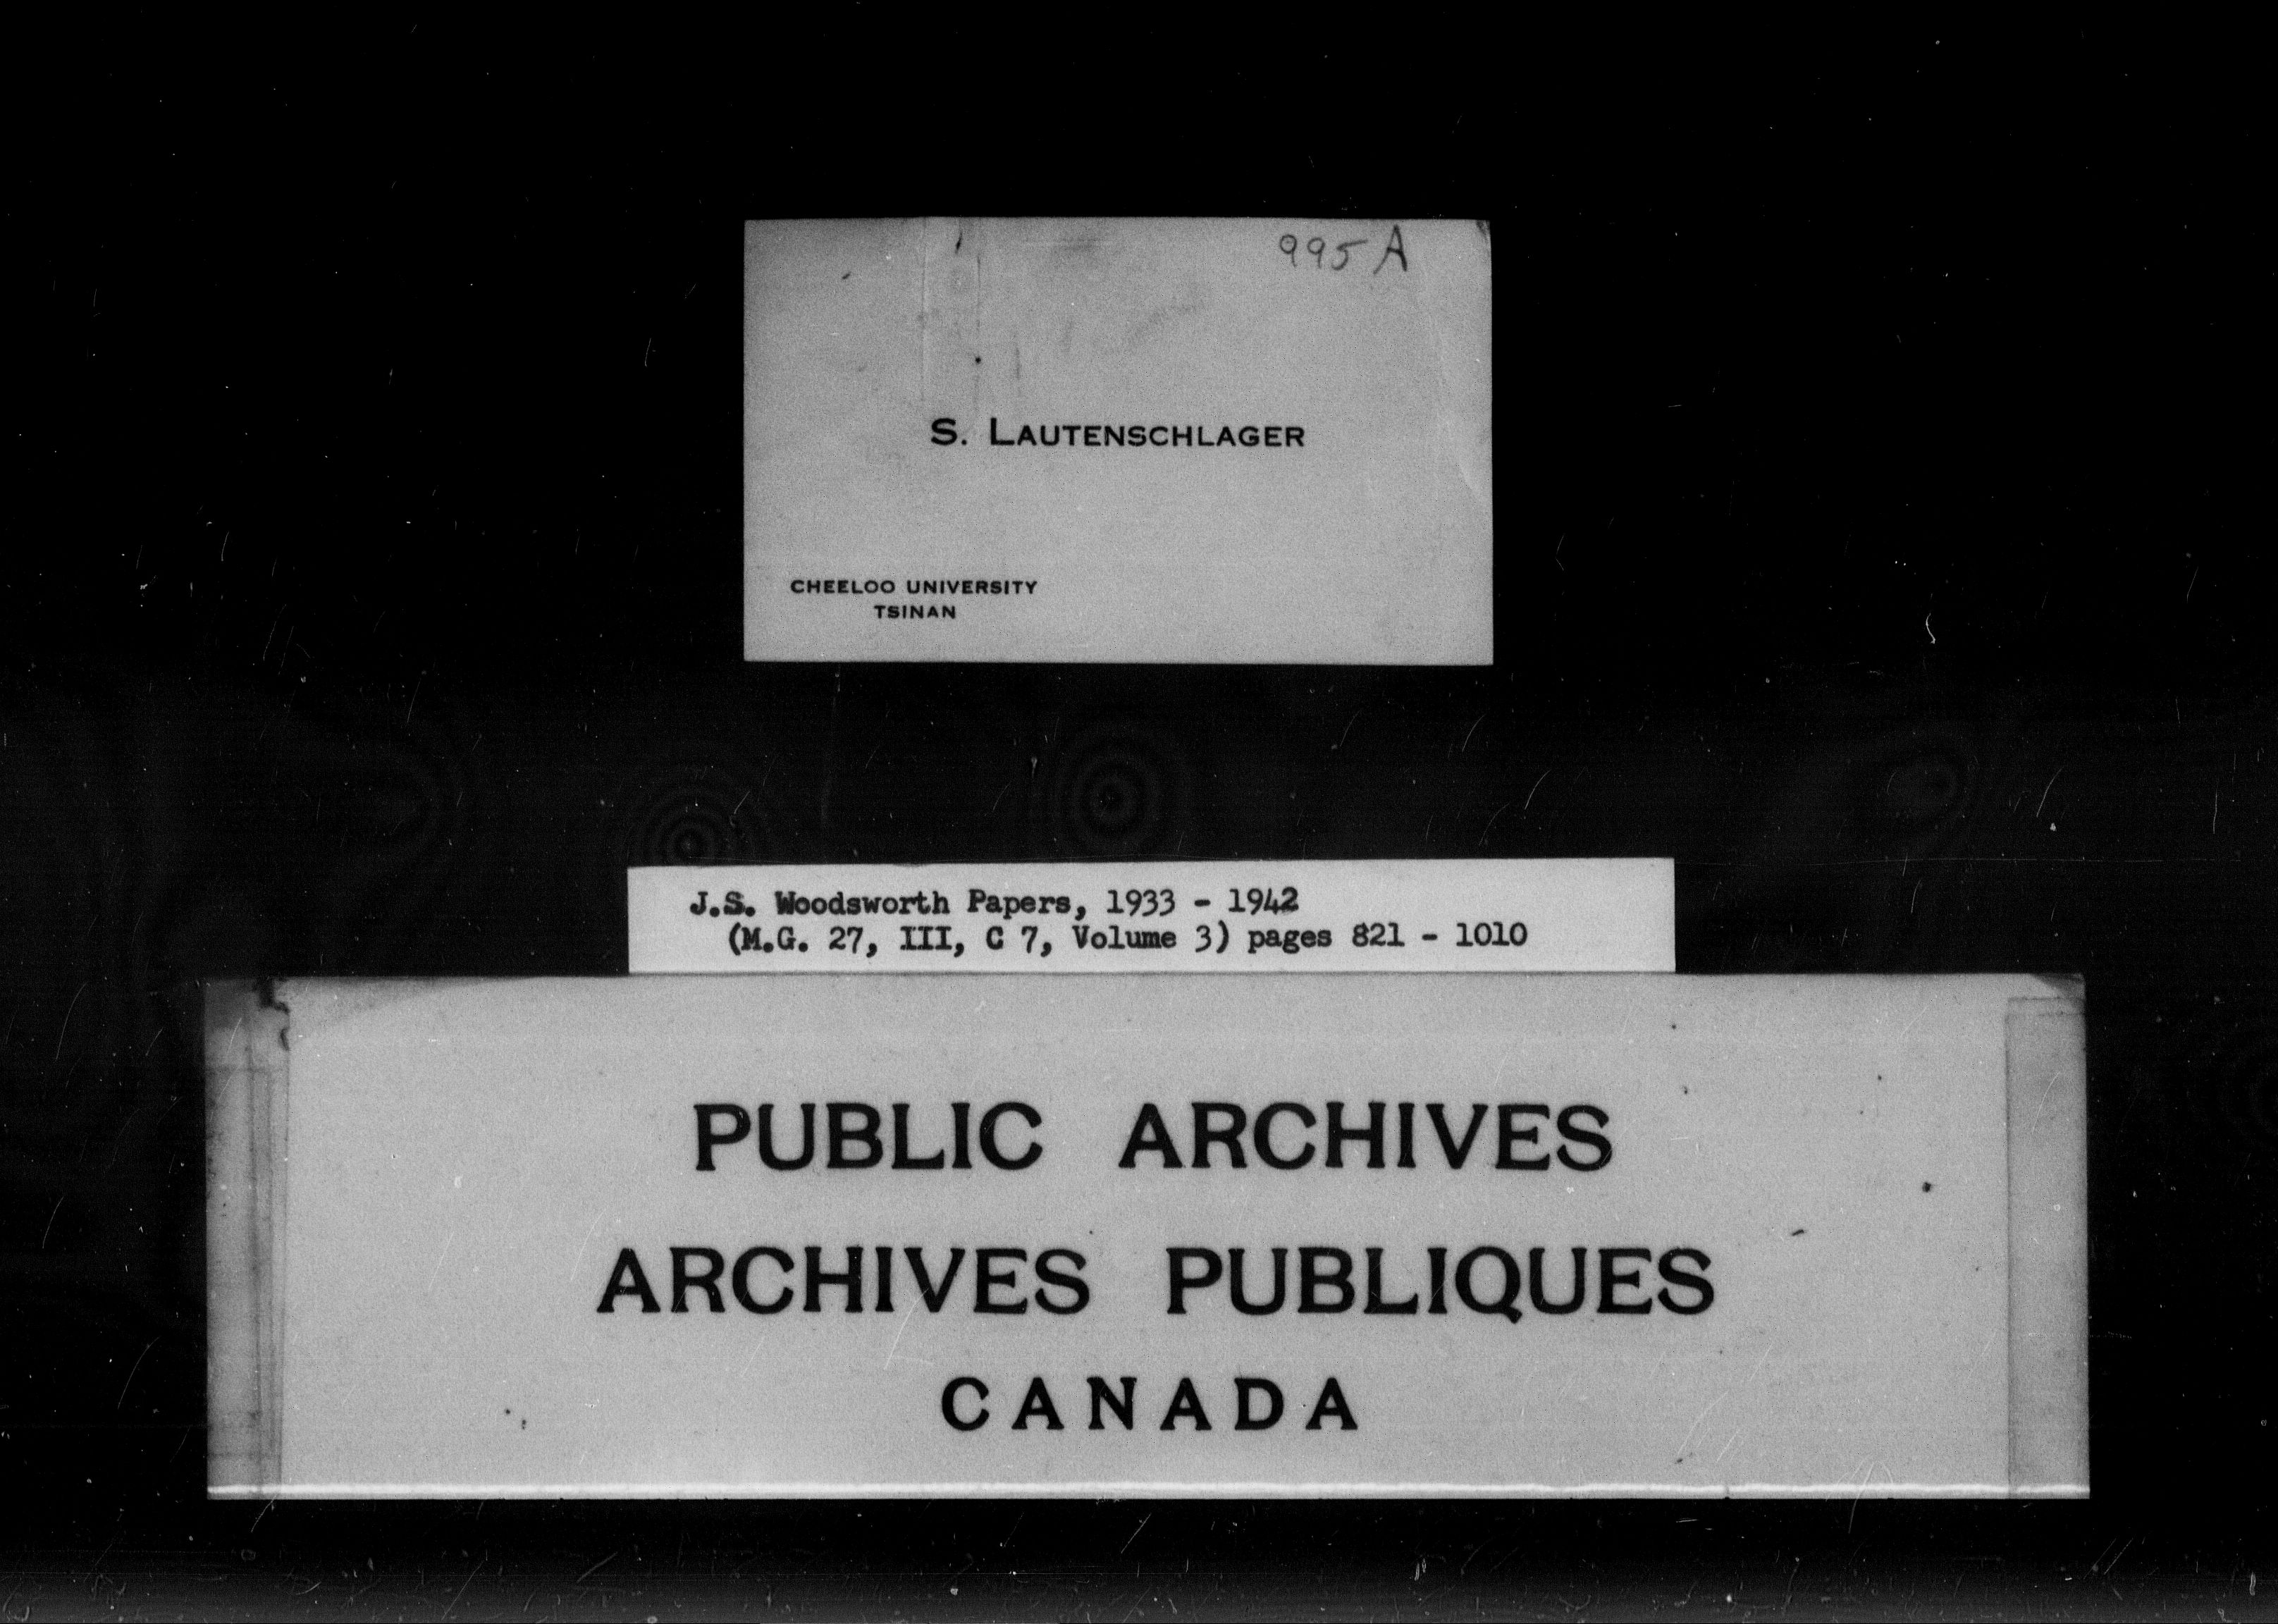 995 A
S. LAUTENSCHLAGER
CHEELOO UNIVERSITY
TSINAN
J.S. Woodsworth Papers, 1933 - 1942
(M.G. 27, III, C 7, Volume 3) pages 821 - 1010
PUBLIC ARCHIVES
ARCHIVES PUBLIQUES
CANADA